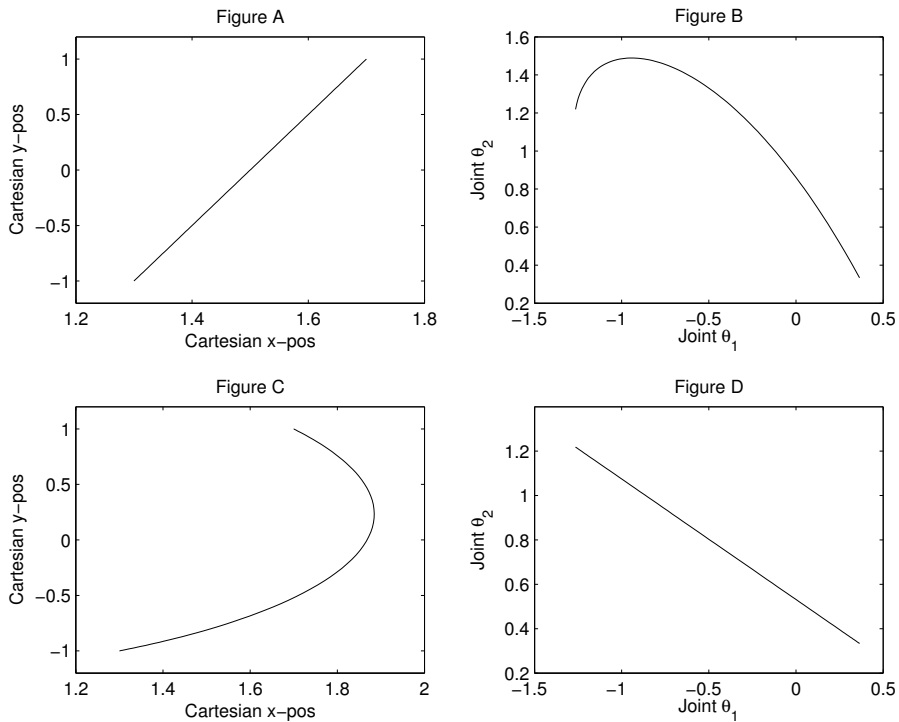 Figure A
1
0.5
0
−0.5
−1
1.2 1.4 1.6 1.8
Cartesian x−pos
Cartesian y−pos
Figure B
1.6
1.4
1.2
1
0.8
0.6
0.4
0.2
−1.5 −1 −0.5 0 0.5
Joint θ1
Joint θ2
Figure C
1
0.5
0
−0.5
−1
1.2 1.4 1.6 1.8 2
Cartesian x−pos
Cartesian y−pos
Figure D
1.2
1
0.8
0.6
0.4
0.2
−1.5 −1 −0.5 0 0.5
Joint θ1
Joint θ2